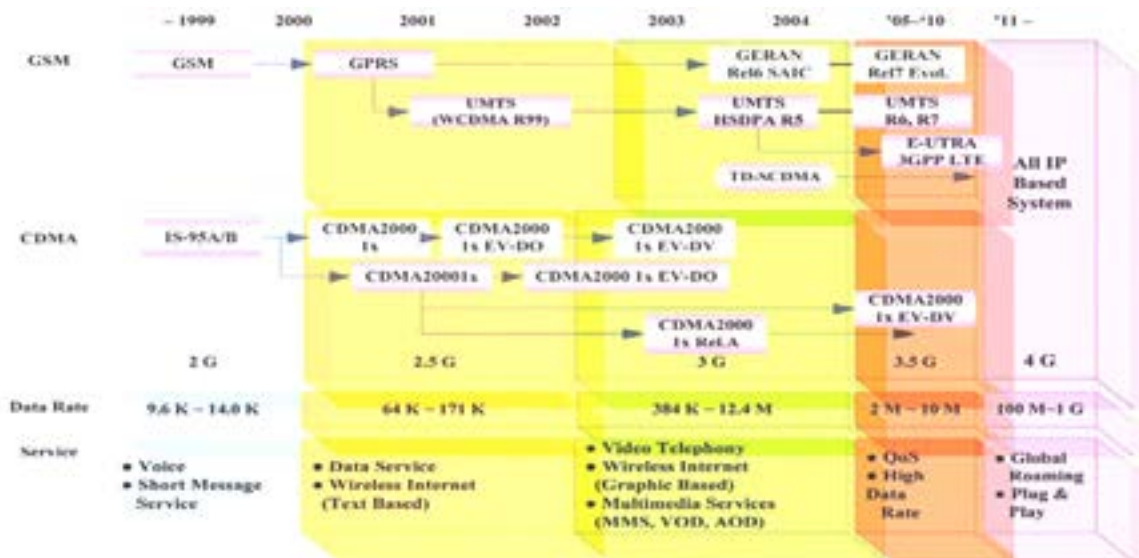 ~ 1999 2000 2001 2002 2003 2004 '05~'10 '11 ~
GSM
GSM
GPRS
GERAN
Rel6 SAIC
GERAN
Rel7 Evol.
UMTS
(WCDMA R99)
UMTS
HSDPA R5
UMTS
R6, R7
E-UTRA
3GPP LTE
TD-SCDMA
All IP
Based
System
CDMA
IS-95A/B
CDMA2000
1x
CDMA2000
1x EV-DO
CDMA2000
1x EV-DV
CDMA20001x
CDMA2000 1x EV-DO
CDMA2000
1x EV-DV
CDMA2000
1x Rel.A
2 G 2.5 G 3 G 3.5 G 4 G
Data Rate 9.6 K ~ 14.0 K 64 K ~ 171 K 384 K ~ 12.4 M 2 M ~ 10 M 100 M~1 G
Service
• Voice
• Short Message
Service
• Data Service
• Wireless Internet
(Text Based)
• Video Telephony
• Wireless Internet
(Graphic Based)
• Multimedia Services
(MMS, VOD, AOD)
• QoS
• High
Data
Rate
• Global
Roaming
• Plug &
Play